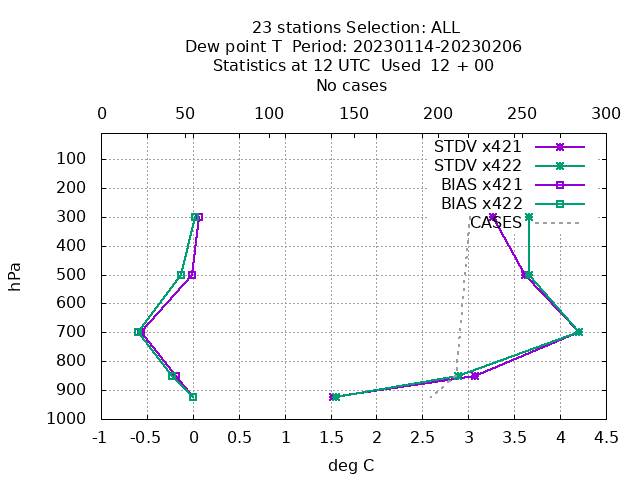 23 stations Selection: ALL
Dew point T  Period: 20230114-20230206
Statistics at 12 UTC  Used  12 + 00
No cases
0 50 100 150 200 250 300
STDV x421
STDV x422
BIAS x421
BIAS x422
CASES
100
200
300
400
500
600
700
800
900
1000
hPa
-1 -0.5 0 0.5 1 1.5 2 2.5 3 3.5 4 4.5
deg C